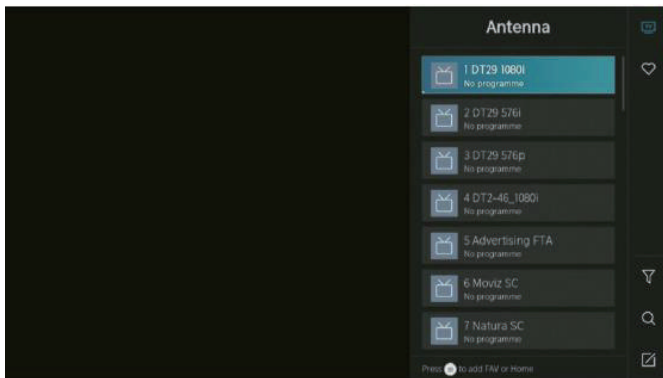 Antenna
1 DT29 1080i
No programme
2 DT29 576i
No programme
3 DT29 576p
No programme
4 DT2-46_1080i
No programme
5 Advertising FTA
No programme
6 Moviz SC
No programme
7 Natura SC
No programme
Press to add FAV or Home